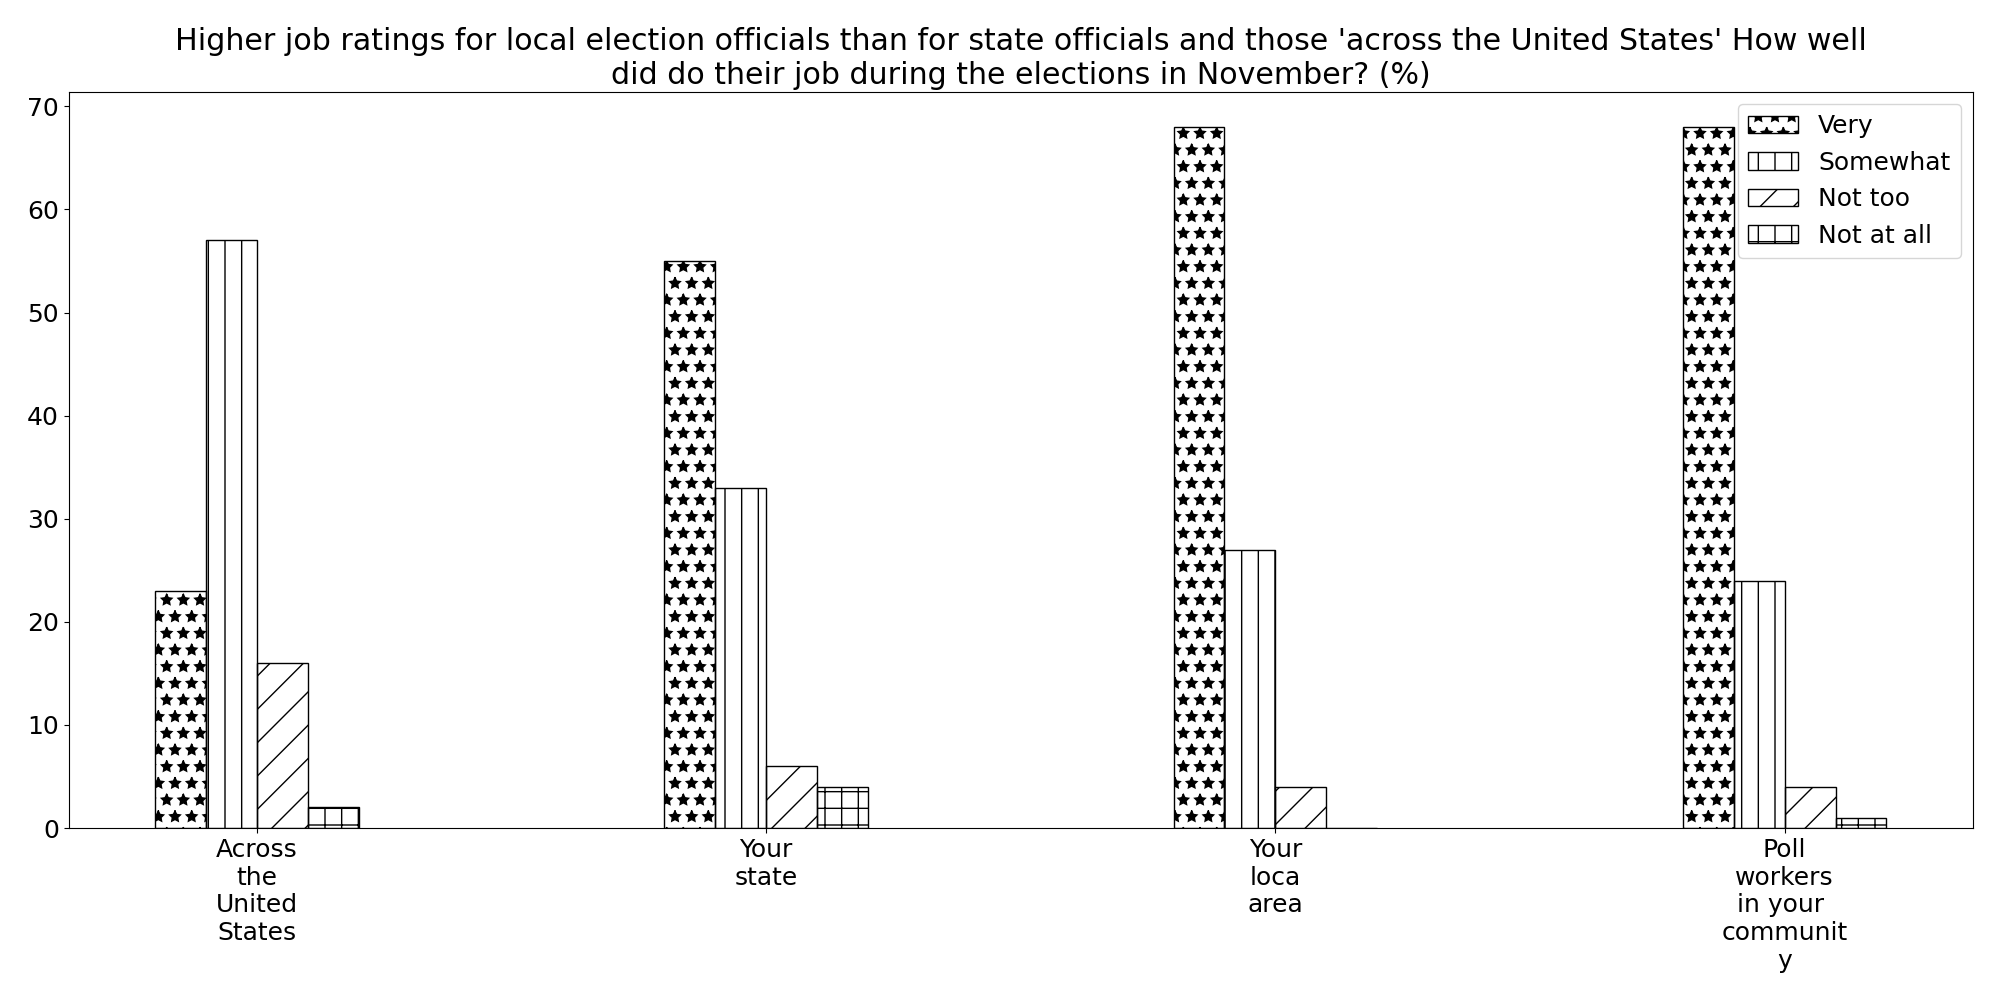 Higher job ratings for local election officials than for state officials and those 'across the United States' How well
did do their job during the elections in November? (%)
70
60
50
40
30
20
10
0
Very
Somewhat
Not too
Not at all
Across
the
United
States
Your
state
Your
loca
area
Poll
workers
in your
communit
y